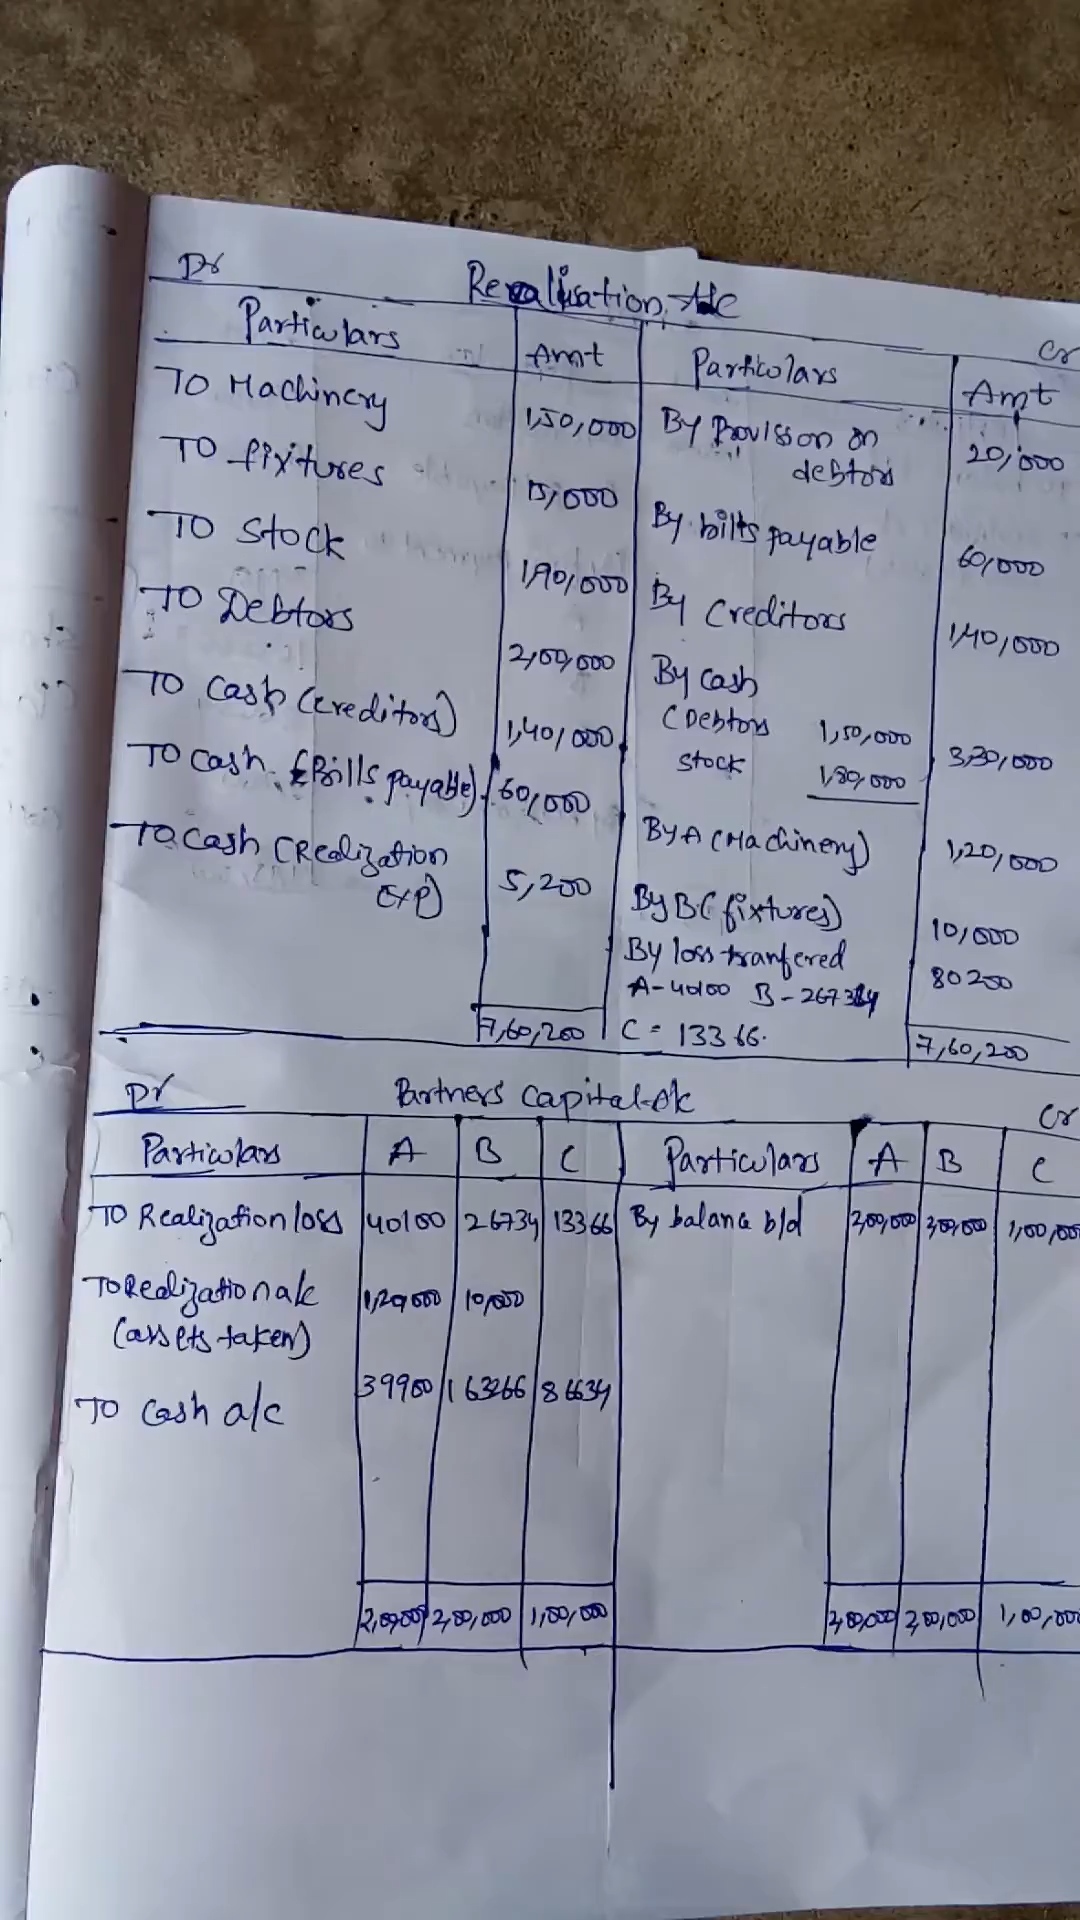 Dr Realisation A/c Cr
Particulars Amt Particulars Amt
To Machinery 1,50,000 By Provision on debtors 20,000
To fixtures 15,000 By bills payable 60,000
To Stock 1,90,000 By Creditors 1,40,000
To Debtors 2,00,000 By cash
To Cash (creditors) 1,40,000 (Debtors 1,50,000
stock 1,80,000 3,30,000
To cash (Bills payable) 60,000 By A (Machinery) 1,20,000
To Cash (Realization Exp) 5,200 By B (fixtures) 10,000
By loss tranfered 80200
A-40100 B-26734
7,60,200 C = 13366. 7,60,200
Dr Partners Capital A/c Cr
Particulars A B C Particulars A B C
To Realization loss 40100 26734 13366 By balance b/d 2,00,000 2,00,000 1,00,000
To Realization a/c 1,20,000 10,000
(assets taken)
To Cash a/c 39900 163266 86634
2,00,000 2,00,000 1,00,000 2,00,000 2,00,000 1,00,000